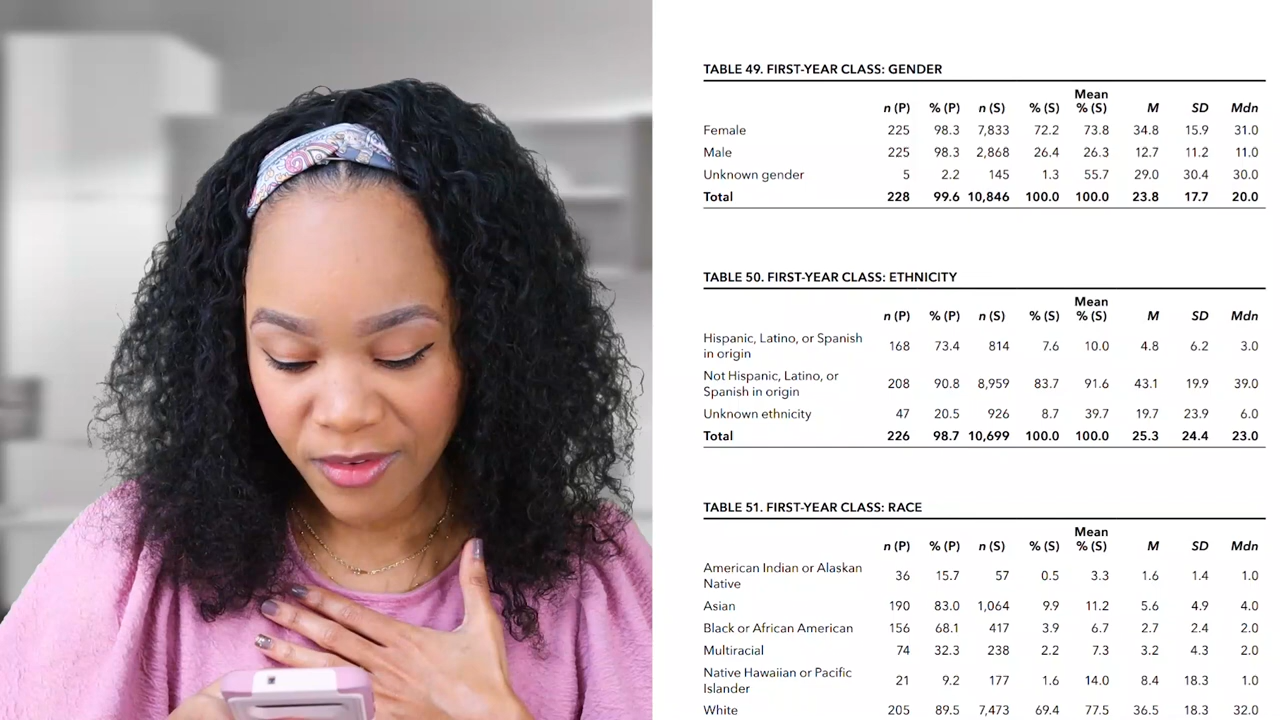 TABLE 49. FIRST-YEAR CLASS: GENDER
Mean
n (P) % (P) n (S) % (S) % (S) M SD Mdn
Female 225 98.3 7,833 72.2 73.8 34.8 15.9 31.0
Male 225 98.3 2,868 26.4 26.3 12.7 11.2 11.0
Unknown gender 5 2.2 145 1.3 55.7 29.0 30.4 30.0
Total 228 99.6 10,846 100.0 100.0 23.8 17.7 20.0
TABLE 50. FIRST-YEAR CLASS: ETHNICITY
Mean
n (P) % (P) n (S) % (S) % (S) M SD Mdn
Hispanic, Latino, or Spanish
in origin 168 73.4 814 7.6 10.0 4.8 6.2 3.0
Not Hispanic, Latino, or
Spanish in origin 208 90.8 8,959 83.7 91.6 43.1 19.9 39.0
Unknown ethnicity 47 20.5 926 8.7 39.7 19.7 23.9 6.0
Total 226 98.7 10,699 100.0 100.0 25.3 24.4 23.0
TABLE 51. FIRST-YEAR CLASS: RACE
Mean
n (P) % (P) n (S) % (S) % (S) M SD Mdn
American Indian or Alaskan
Native 36 15.7 57 0.5 3.3 1.6 1.4 1.0
Asian 190 83.0 1,064 9.9 11.2 5.6 4.9 4.0
Black or African American 156 68.1 417 3.9 6.7 2.7 2.4 2.0
Multiracial 74 32.3 238 2.2 7.3 3.2 4.3 2.0
Native Hawaiian or Pacific
Islander 21 9.2 177 1.6 14.0 8.4 18.3 1.0
White 205 89.5 7,473 69.4 77.5 36.5 18.3 32.0